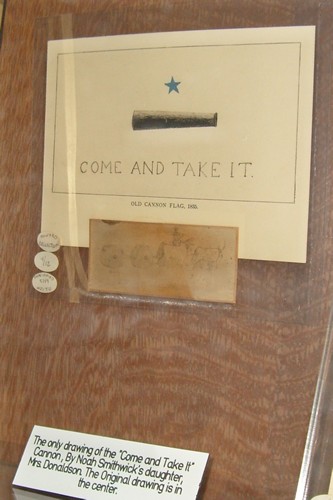 COME AND TAKE IT.
OLD CANNON FLAG, 1835.
The only drawing of the "Come and Take It"
Cannon, By Noah Smithwick's daughter,
Mrs. Donaldson. The Original drawing is in
the center.